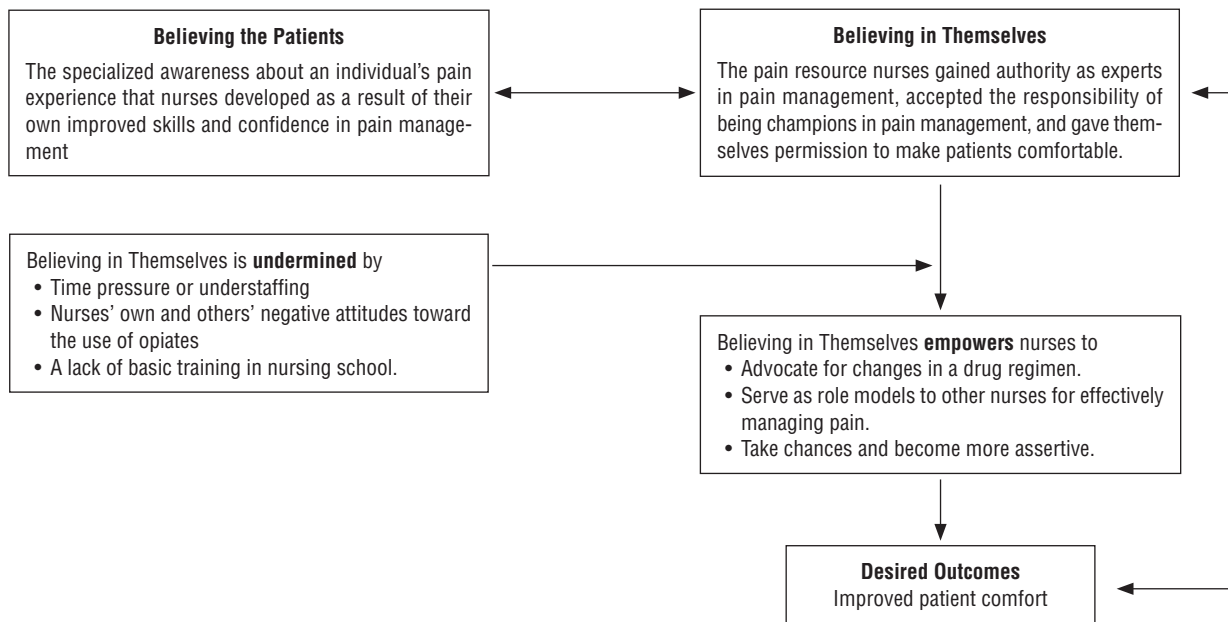 Believing the Patients
The specialized awareness about an individual's pain
experience that nurses developed as a result of their
own improved skills and confidence in pain manage-
ment
Believing in Themselves
The pain resource nurses gained authority as experts
in pain management, accepted the responsibility of
being champions in pain management, and gave them-
selves permission to make patients comfortable.
Believing in Themselves is undermined by
• Time pressure or understaffing
• Nurses' own and others' negative attitudes toward
the use of opiates
• A lack of basic training in nursing school.
Believing in Themselves empowers nurses to
• Advocate for changes in a drug regimen.
• Serve as role models to other nurses for effectively
managing pain.
• Take chances and become more assertive.
Desired Outcomes
Improved patient comfort